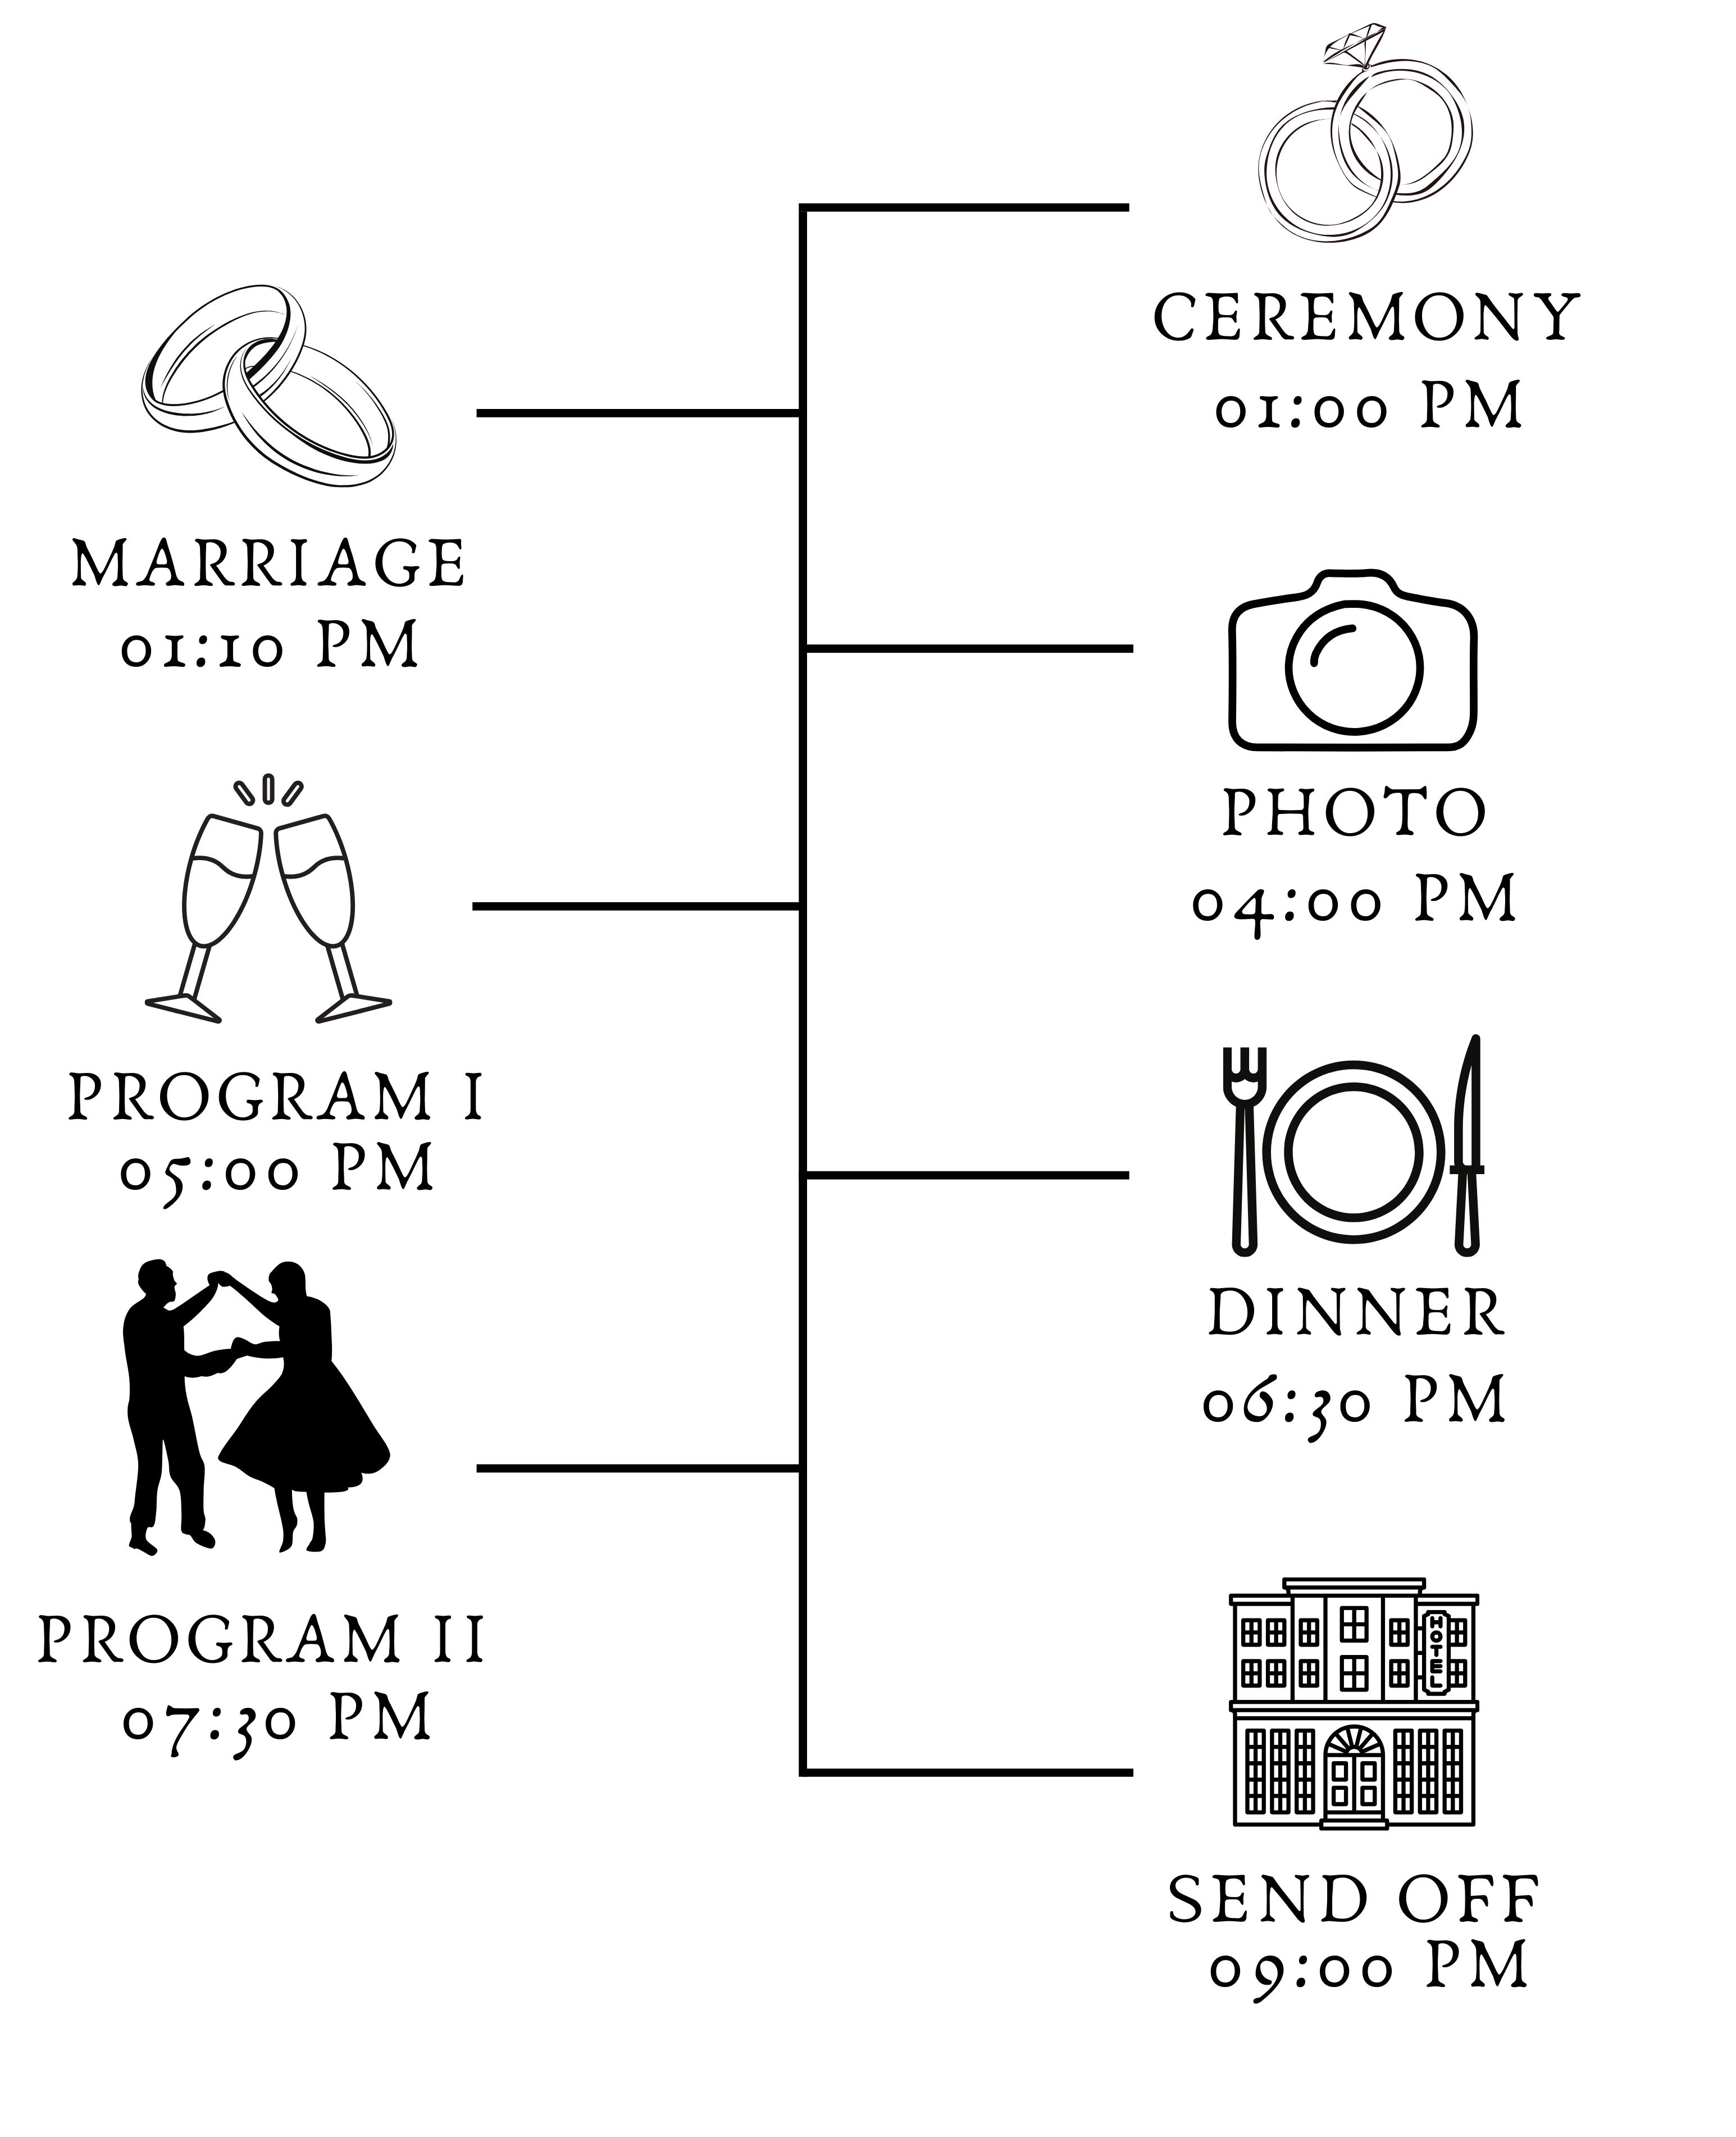 CEREMONY
01:00 PM
MARRIAGE
01:10 PM
PHOTO
04:00 PM
PROGRAM I
05:00 PM
DINNER
06:30 PM
PROGRAM II
07:30 PM
HOTEL
SEND OFF
09:00 PM